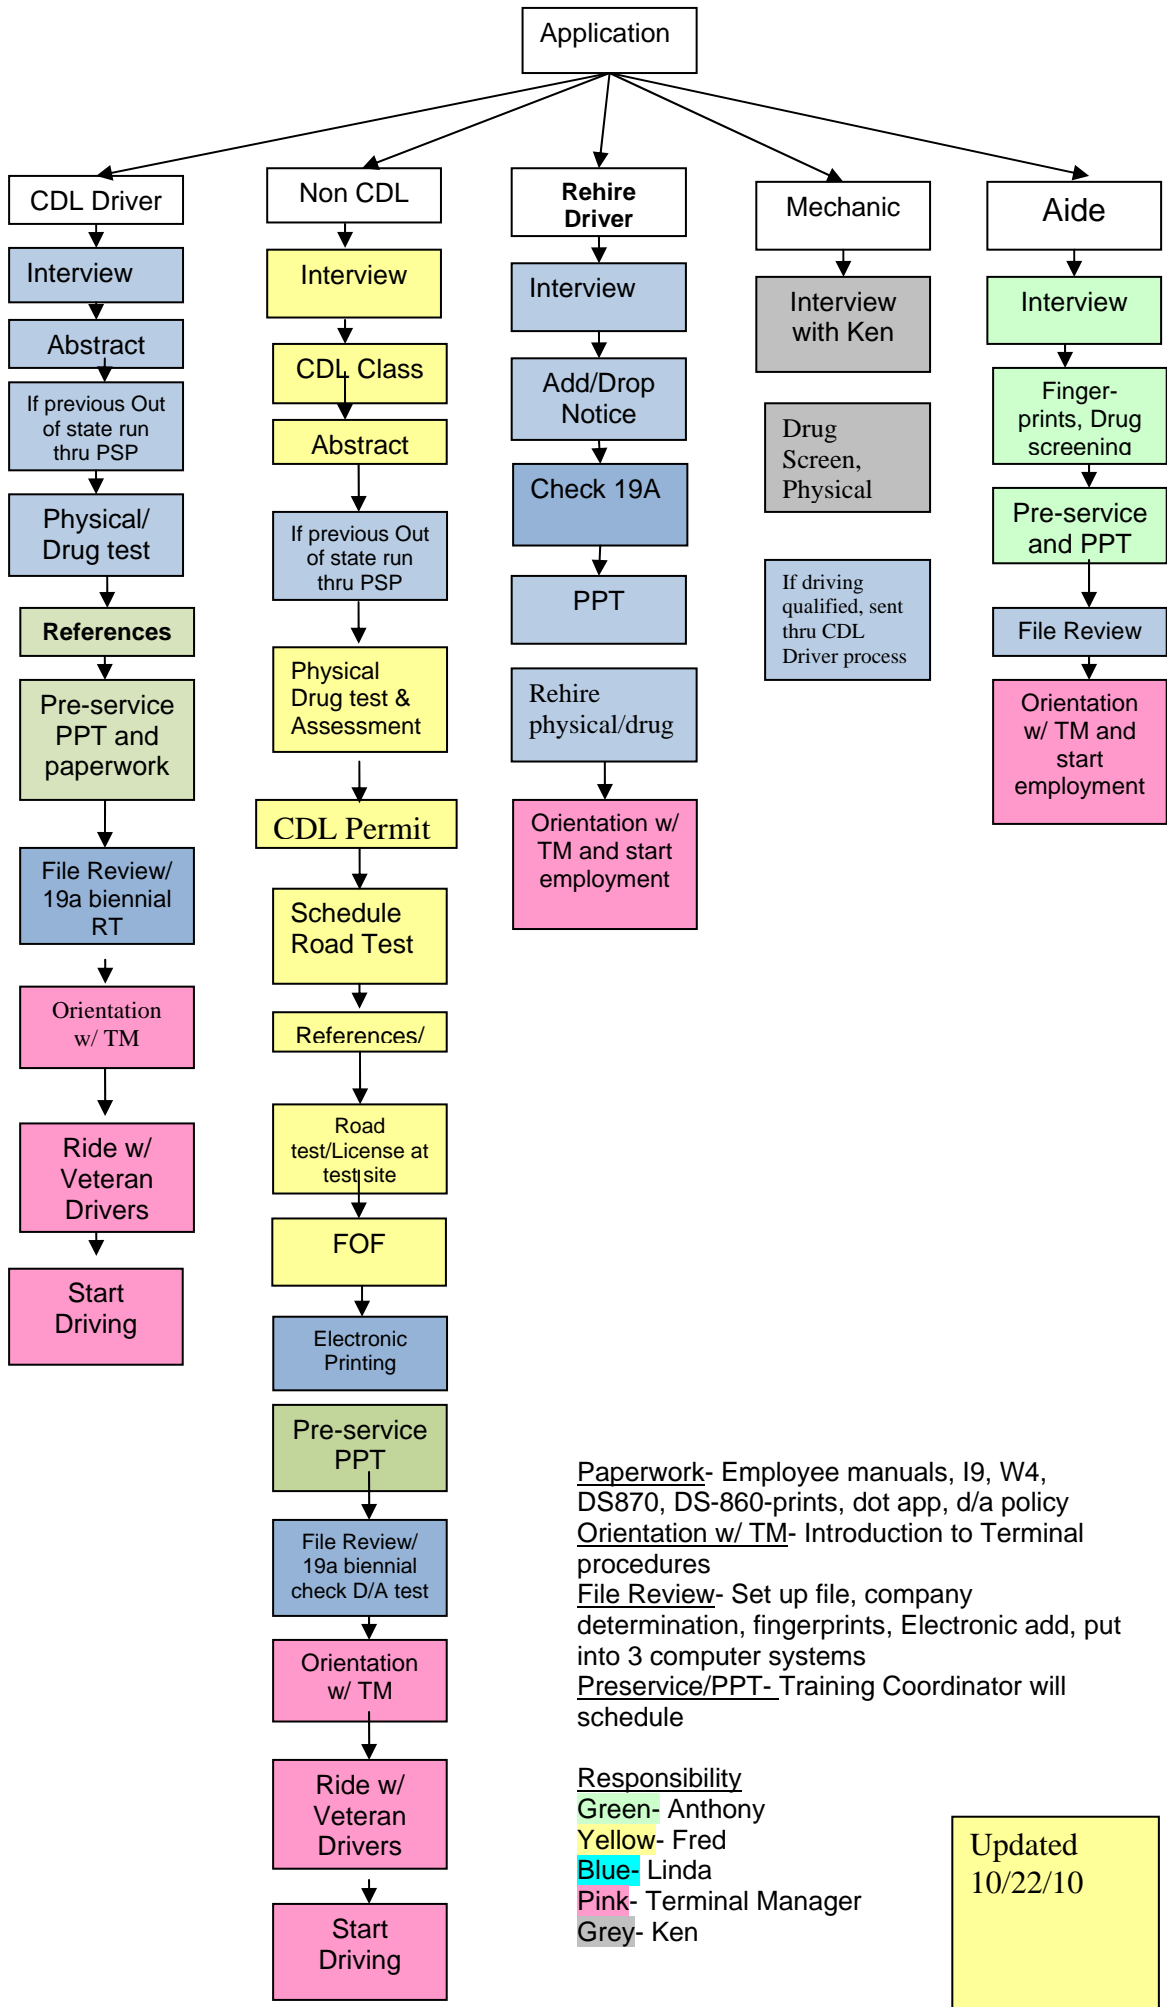 Application
CDL Driver
Interview
Abstract
If previous Out
of state run
thru PSP
Physical/
Drug test
References
Pre-service
PPT and
paperwork
File Review/
19a biennial
RT
Orientation
w/ TM
Ride w/
Veteran
Drivers
Start
Driving
Non CDL
Interview
CDL Class
Abstract
If previous Out
of state run
thru PSP
Physical
Drug test &
Assessment
CDL Permit
Schedule
Road Test
References/
Road
test/License at
test site
FOF
Electronic
Printing
Pre-service
PPT
File Review/
19a biennial
check D/A test
Orientation
w/ TM
Ride w/
Veteran
Drivers
Start
Driving
Rehire
Driver
Interview
Add/Drop
Notice
Check 19A
PPT
Rehire
physical/drug
Orientation w/
TM and start
employment
Mechanic
Interview
with Ken
Drug
Screen,
Physical
If driving
qualified, sent
thru CDL
Driver process
Aide
Interview
Finger-
prints, Drug
screening
Pre-service
and PPT
File Review
Orientation
w/ TM and
start
employment
Paperwork- Employee manuals, I9, W4,
DS870, DS-860-prints, dot app, d/a policy
Orientation w/ TM- Introduction to Terminal
procedures
File Review- Set up file, company
determination, fingerprints, Electronic add, put
into 3 computer systems
Preservice/PPT- Training Coordinator will
schedule
Responsibility
Green- Anthony
Yellow- Fred
Blue- Linda
Pink- Terminal Manager
Grey- Ken
Updated
10/22/10